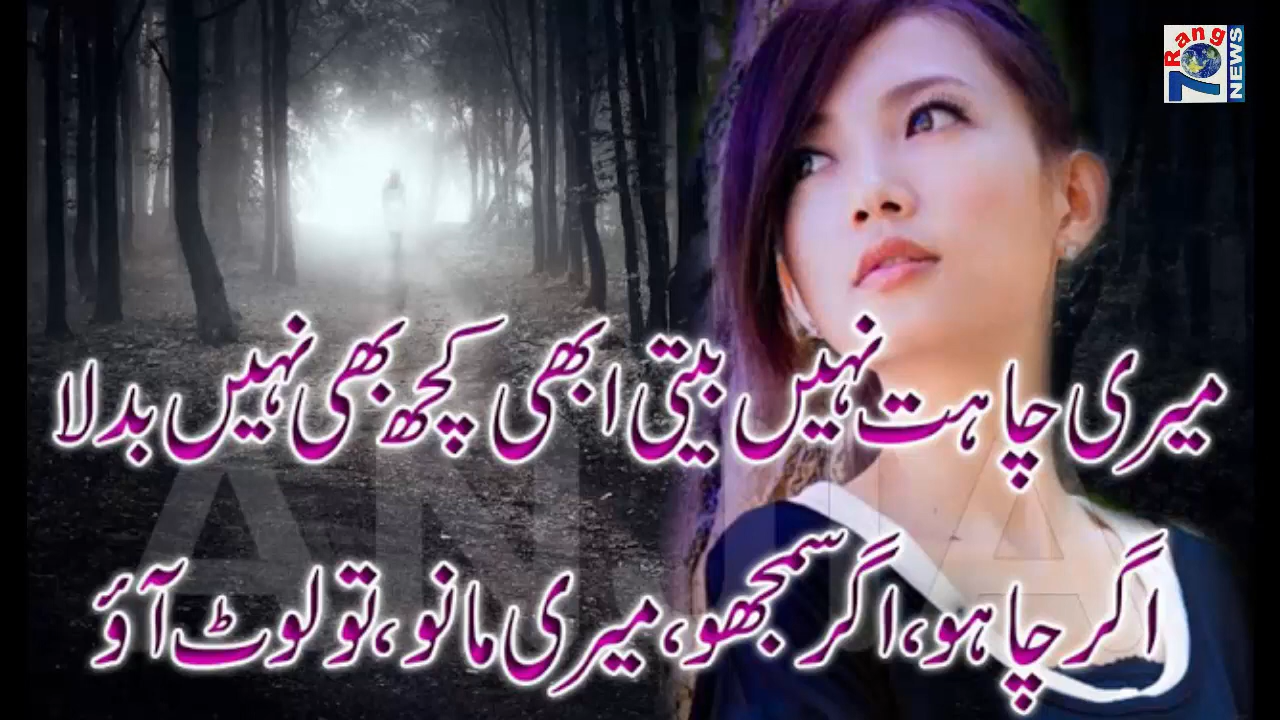 Rang
7
NEWS
میری چاہت نہیں بیتی ابھی کچھ بھی نہیں بدلا
اگر چاہو، اگر سمجھو، میری مانو، تو لوٹ آؤ